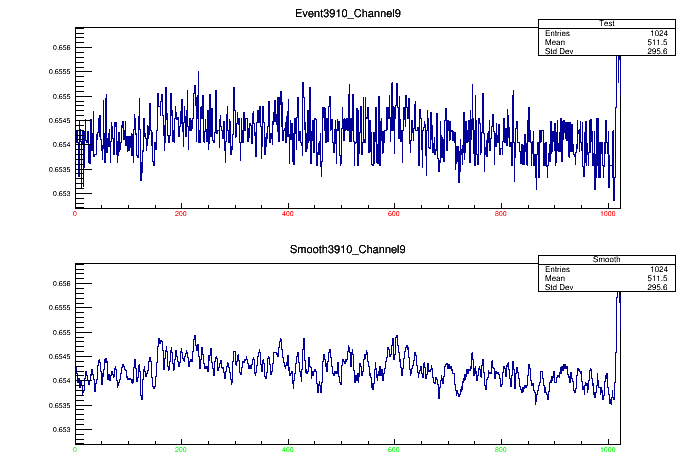 Event3910_Channel9
Test
Entries 1024
Mean 511.5
Std Dev 295.6
0.656
0.6555
0.655
0.6545
0.654
0.6535
0.653
0 200 400 600 800 1000
Smooth3910_Channel9
Smooth
Entries 1024
Mean 511.5
Std Dev 295.6
0.656
0.6555
0.655
0.6545
0.654
0.6535
0.653
0 200 400 600 800 1000